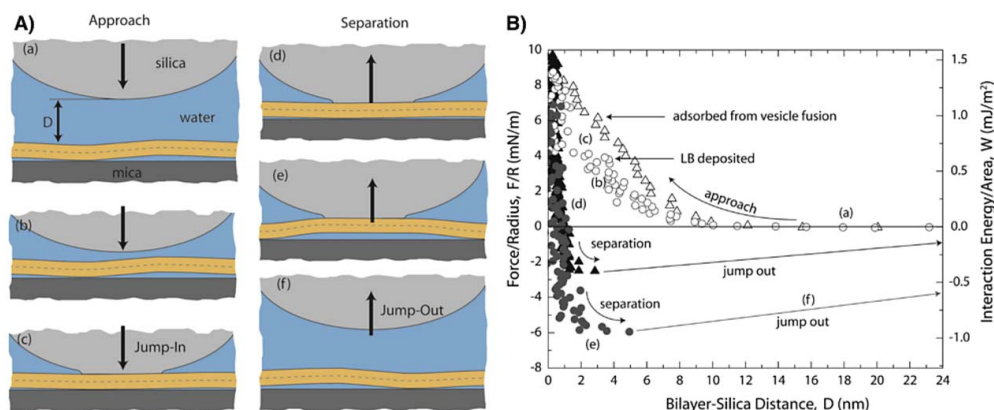 A)
Approach
Separation
(a)
silica
D
water
mica
(b)
(c)
Jump-In
(d)
(e)
(f)
Jump-Out
B)
Force/Radius, F/R (mN/m)
10
8
6
4
2
0
-2
-4
-6
-8
adsorbed from vesicle fusion
(c)
LB deposited
(b)
approach
(d)
(a)
separation
jump out
separation
(f)
jump out
(e)
0 2 4 6 8 10 12 14 16 18 20 22 24
Bilayer-Silica Distance, D (nm)
1.5
1.0
0.5
0.0
-0.5
-1.0
Interaction Energy/Area, W (mJ/m²)